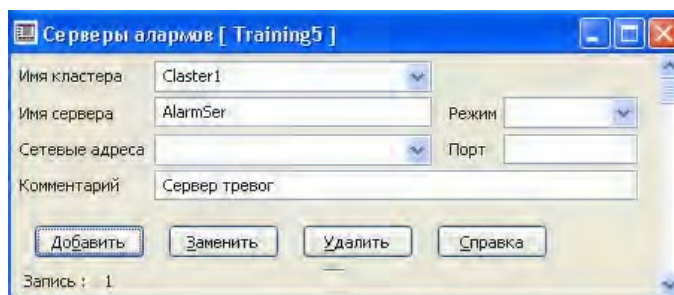 Серверы алармов [ Training5 ]
Имя кластера Claster1
Имя сервера AlarmSer Режим
Сетевые адреса Порт
Комментарий Сервер тревог
Добавить Заменить Удалить Справка
Запись : 1